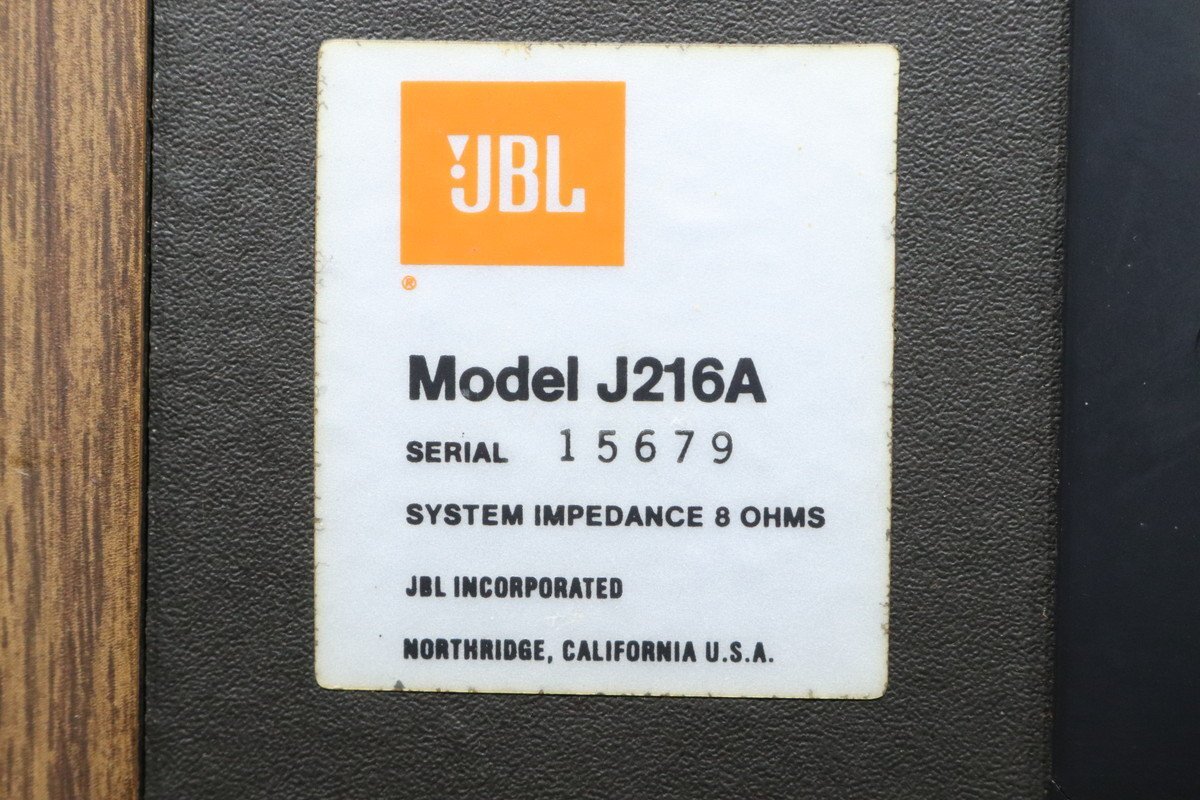 JBL
®
Model J216A
SERIAL 15679
SYSTEM IMPEDANCE 8 OHMS
JBL INCORPORATED
NORTHRIDGE, CALIFORNIA U.S.A.